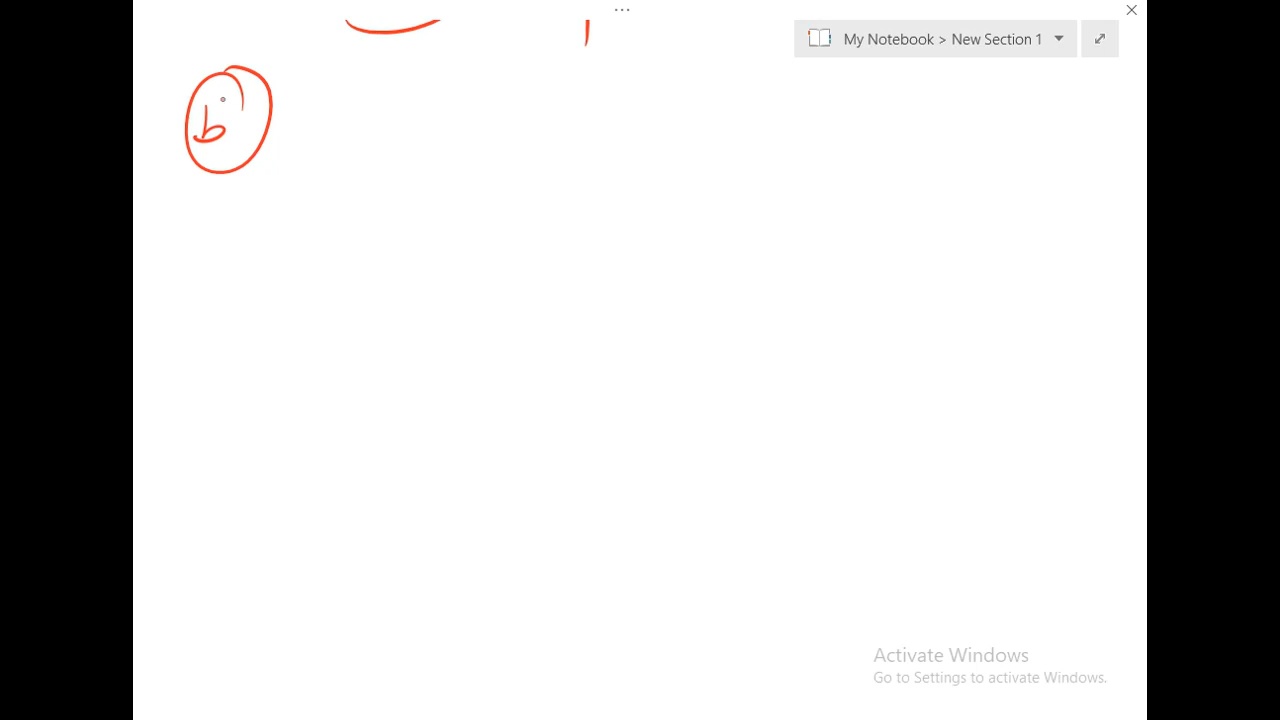 My Notebook > New Section 1
b
Activate Windows
Go to Settings to activate Windows.